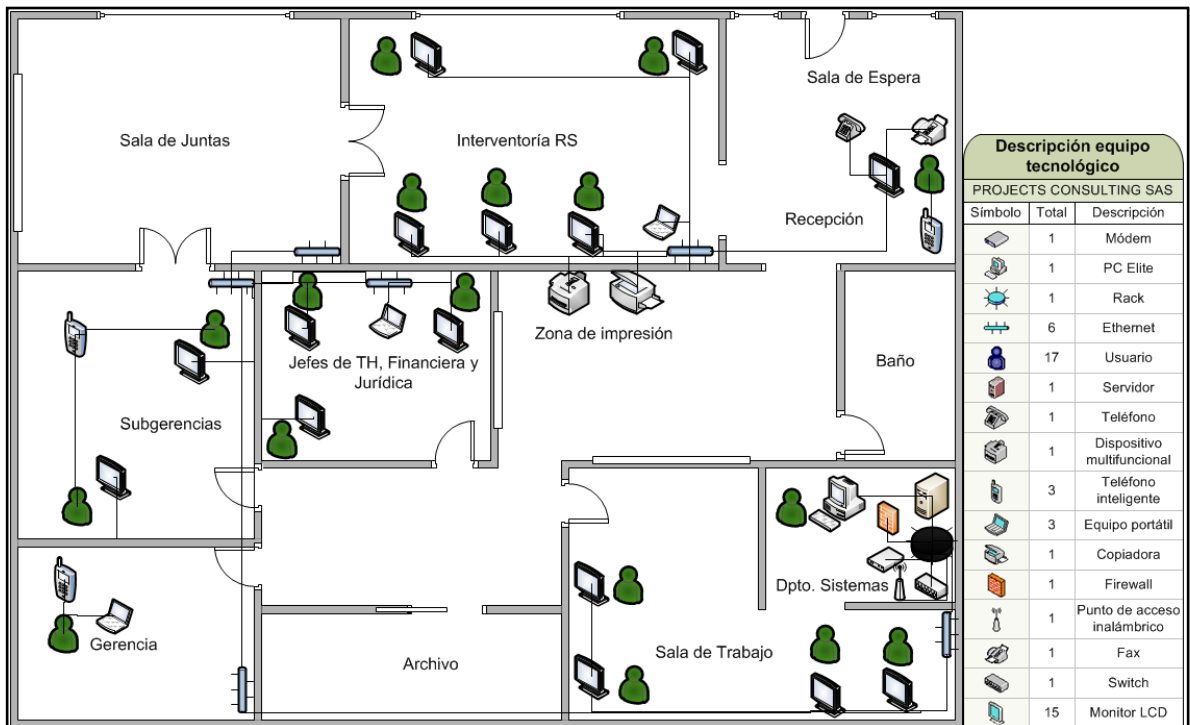 Sala de Juntas
Interventoría RS
Sala de Espera
Recepción
Zona de impresión
Jefes de TH, Financiera y
Jurídica
Baño
Subgerencias
Dpto. Sistemas
Gerencia
Archivo
Sala de Trabajo
Descripción equipo
tecnológico
PROJECTS CONSULTING SAS
Símbolo Total Descripción
1 Módem
1 PC Elite
1 Rack
6 Ethernet
17 Usuario
1 Servidor
1 Teléfono
1 Dispositivo
multifuncional
3 Teléfono
inteligente
3 Equipo portátil
1 Copiadora
1 Firewall
1 Punto de acceso
inalámbrico
1 Fax
1 Switch
15 Monitor LCD